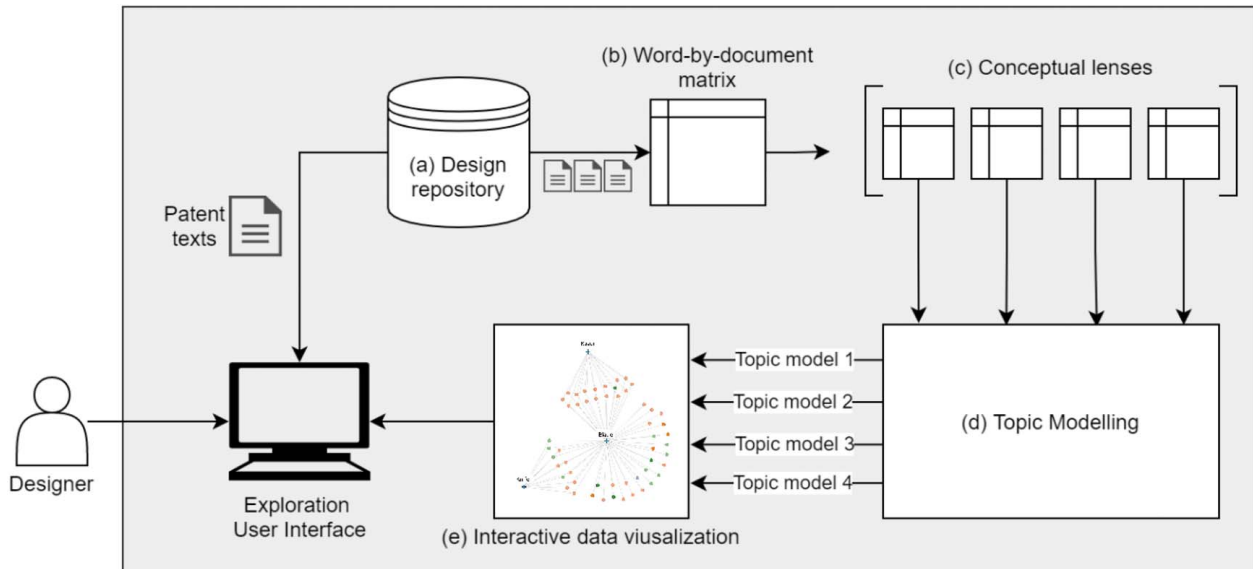 (b) Word-by-document
matrix
(c) Conceptual lenses
(a) Design
repository
Patent
texts
Topic model 1
Topic model 2
Topic model 3
Topic model 4
(d) Topic Modelling
Designer
Exploration
User Interface
(e) Interactive data viusalization